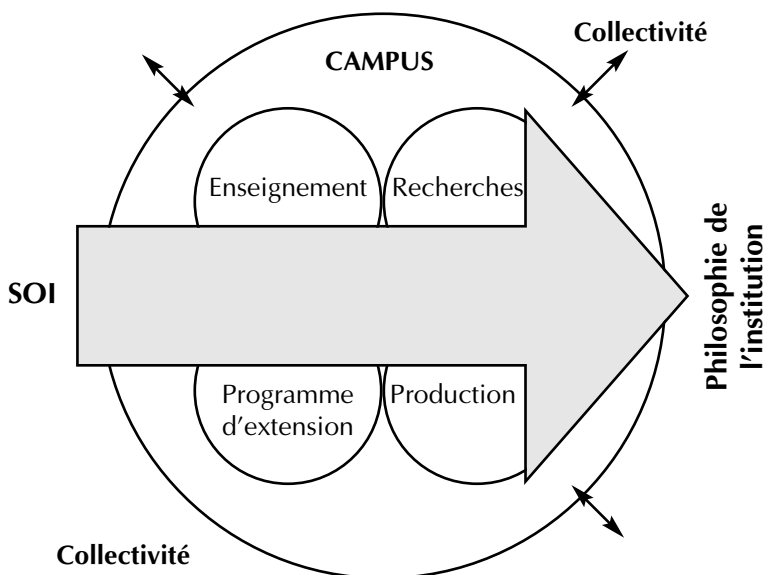 Collectivité
CAMPUS
Enseignement
Recherches
SOI
Philosophie de
l'institution
Programme
d'extension
Production
Collectivité